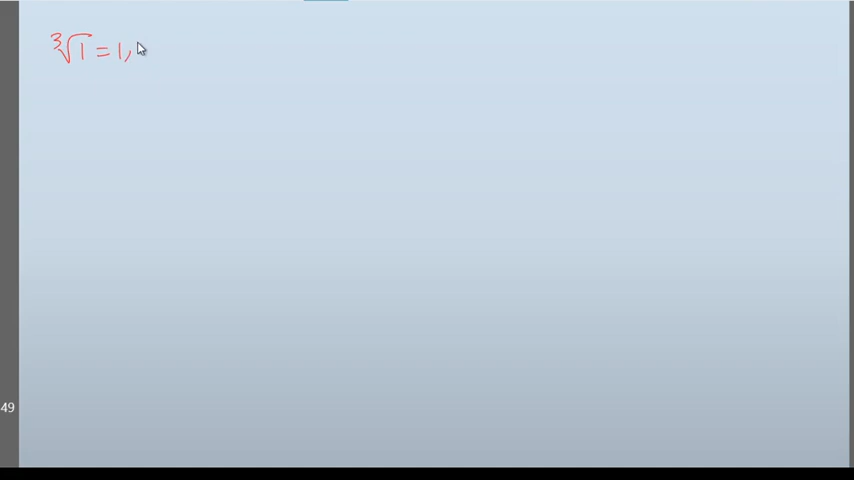 ∛1 = 1,
49